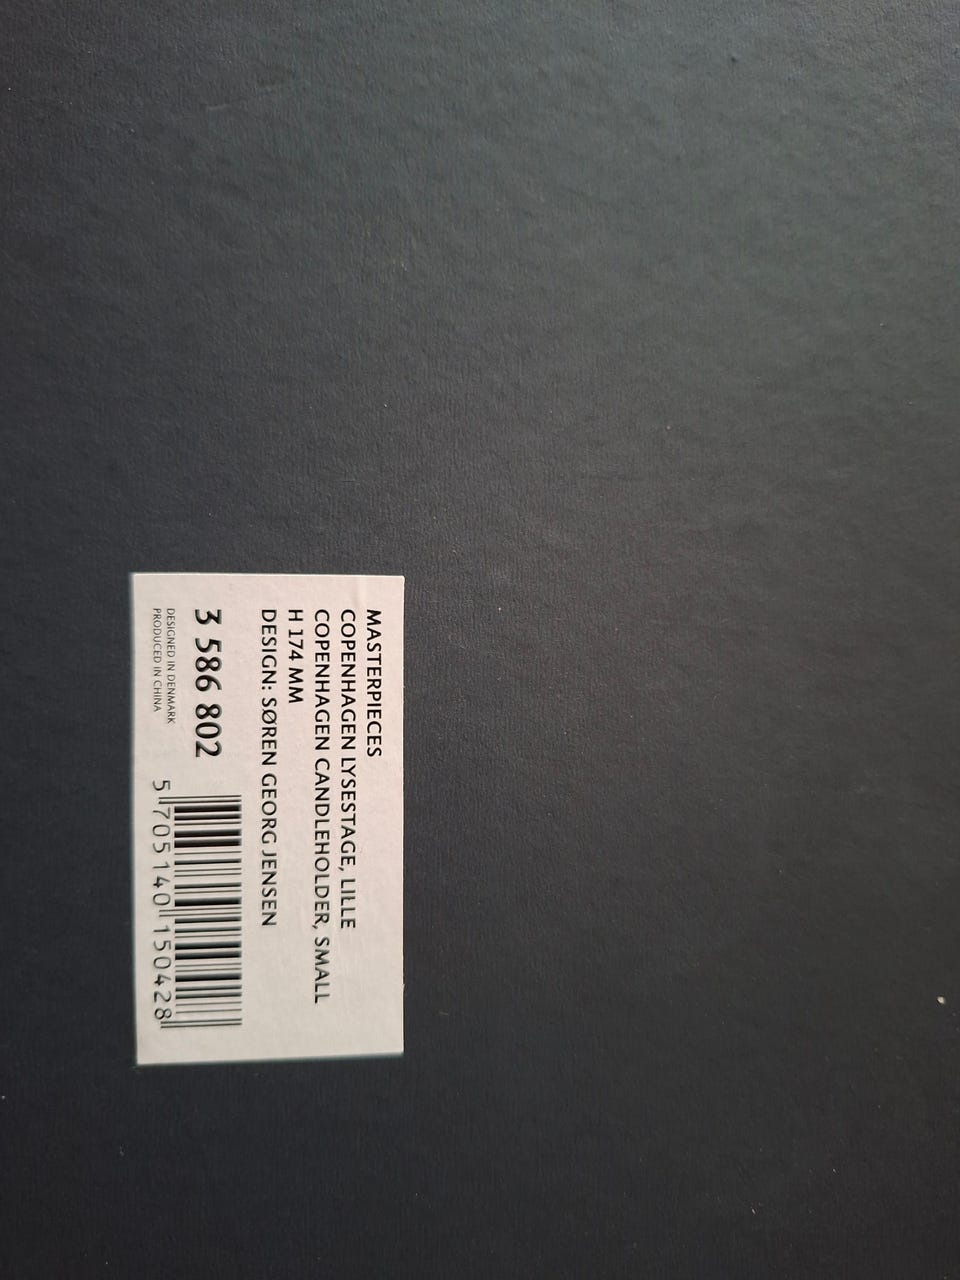 MASTERPIECES
COPENHAGEN LYSESTAGE, LILLE
COPENHAGEN CANDLEHOLDER, SMALL
H 174 MM
DESIGN: SØREN GEORG JENSEN
3 586 802
DESIGNED IN DENMARK
PRODUCED IN CHINA
5 705140 150428